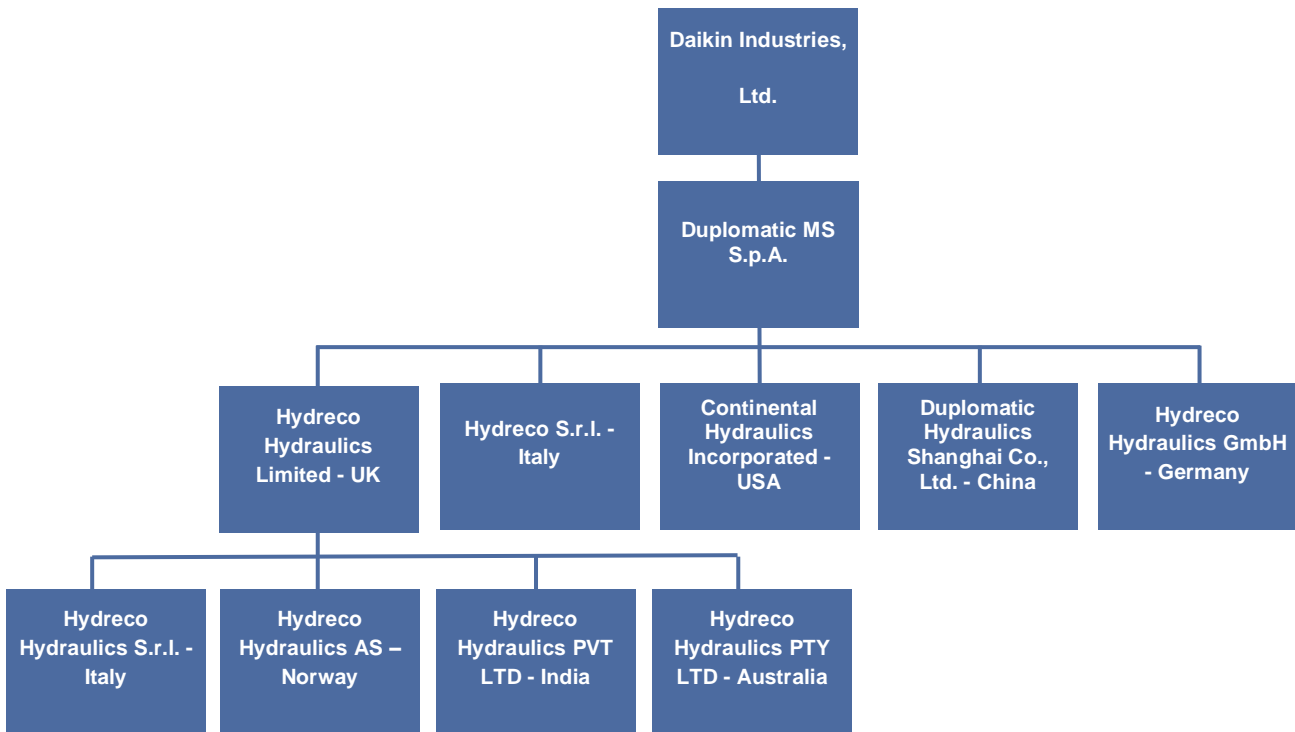 Daikin Industries,
Ltd.
Duplomatic MS
S.p.A.
Hydreco
Hydraulics
Limited - UK
Hydreco S.r.l. -
Italy
Continental
Hydraulics
Incorporated -
USA
Duplomatic
Hydraulics
Shanghai Co.,
Ltd. - China
Hydreco
Hydraulics GmbH
- Germany
Hydreco
Hydraulics S.r.l. -
Italy
Hydreco
Hydraulics AS –
Norway
Hydreco
Hydraulics PVT
LTD - India
Hydreco
Hydraulics PTY
LTD - Australia